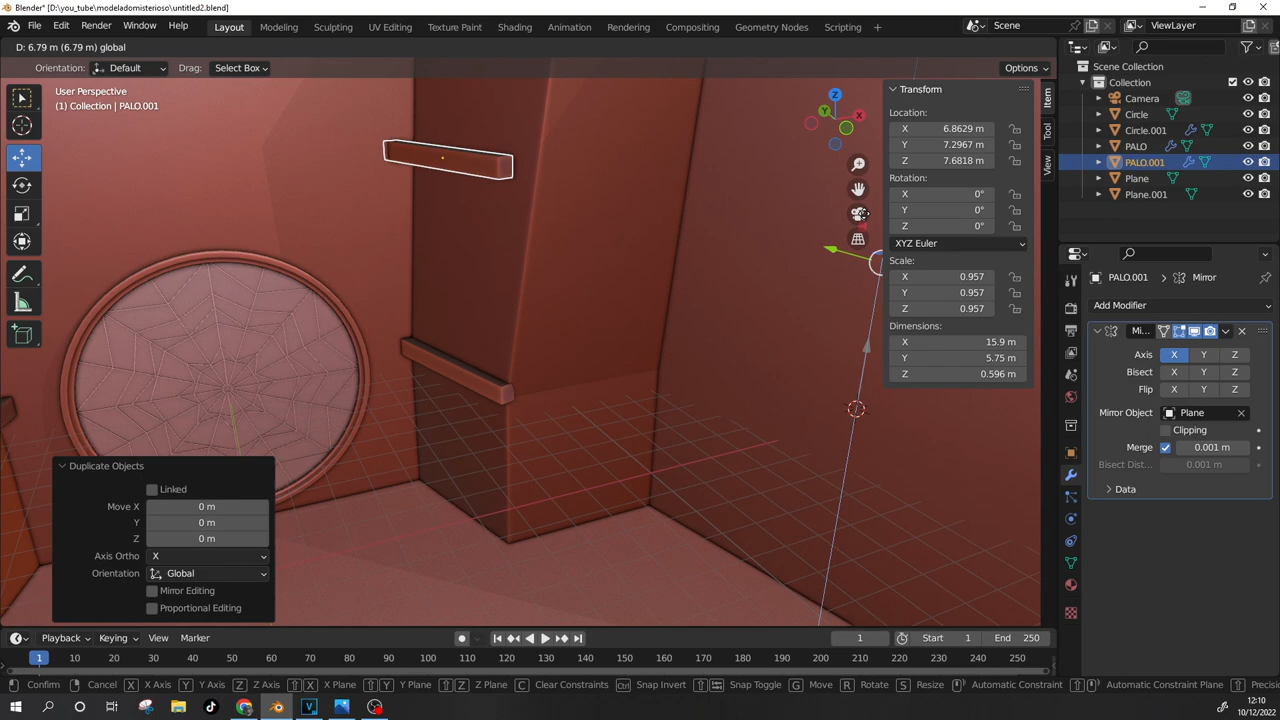 Blender* [D:\you_tube\modeladomisterioso\untitled2.blend]
File Edit Render Window Help Layout Modeling Sculpting UV Editing Texture Paint Shading Animation Rendering Compositing Geometry Nodes Scripting + Scene ViewLayer
D: 6.79 m (6.79 m) global
Orientation: Default Drag: Select Box Options
User Perspective
(1) Collection | PALO.001
Z
Y
X
Transform
Location:
X 6.8629 m
Y 7.2967 m
Z 7.6818 m
Rotation:
X 0°
Y 0°
Z 0°
XYZ Euler
Scale:
X 0.957
Y 0.957
Z 0.957
Dimensions:
X 15.9 m
Y 5.75 m
Z 0.596 m
Item
Tool
View
Scene Collection
Collection
Camera
Circle
Circle.001
PALO
PALO.001
Plane
Plane.001
PALO.001 > Mirror
Add Modifier
Mi...
Axis X Y Z
Bisect X Y Z
Flip X Y Z
Mirror Object Plane
Clipping
Merge 0.001 m
Bisect Dist... 0.001 m
Data
Duplicate Objects
Linked
Move X 0 m
Y 0 m
Z 0 m
Axis Ortho X
Orientation Global
Mirror Editing
Proportional Editing
Playback Keying View Marker 1 Start 1 End 250
1 10 20 30 40 50 60 70 80 90 100 110 120 130 140 150 160 170 180 190 200 210 220 230 240 250
Confirm Cancel X X Axis Y Y Axis Z Z Axis X X Plane Y Y Plane Z Z Plane C Clear Constraints Ctrl Snap Invert Snap Toggle G Move R Rotate S Resize Automatic Constraint Automatic Constraint Plane Precisio
12:10
10/12/2022